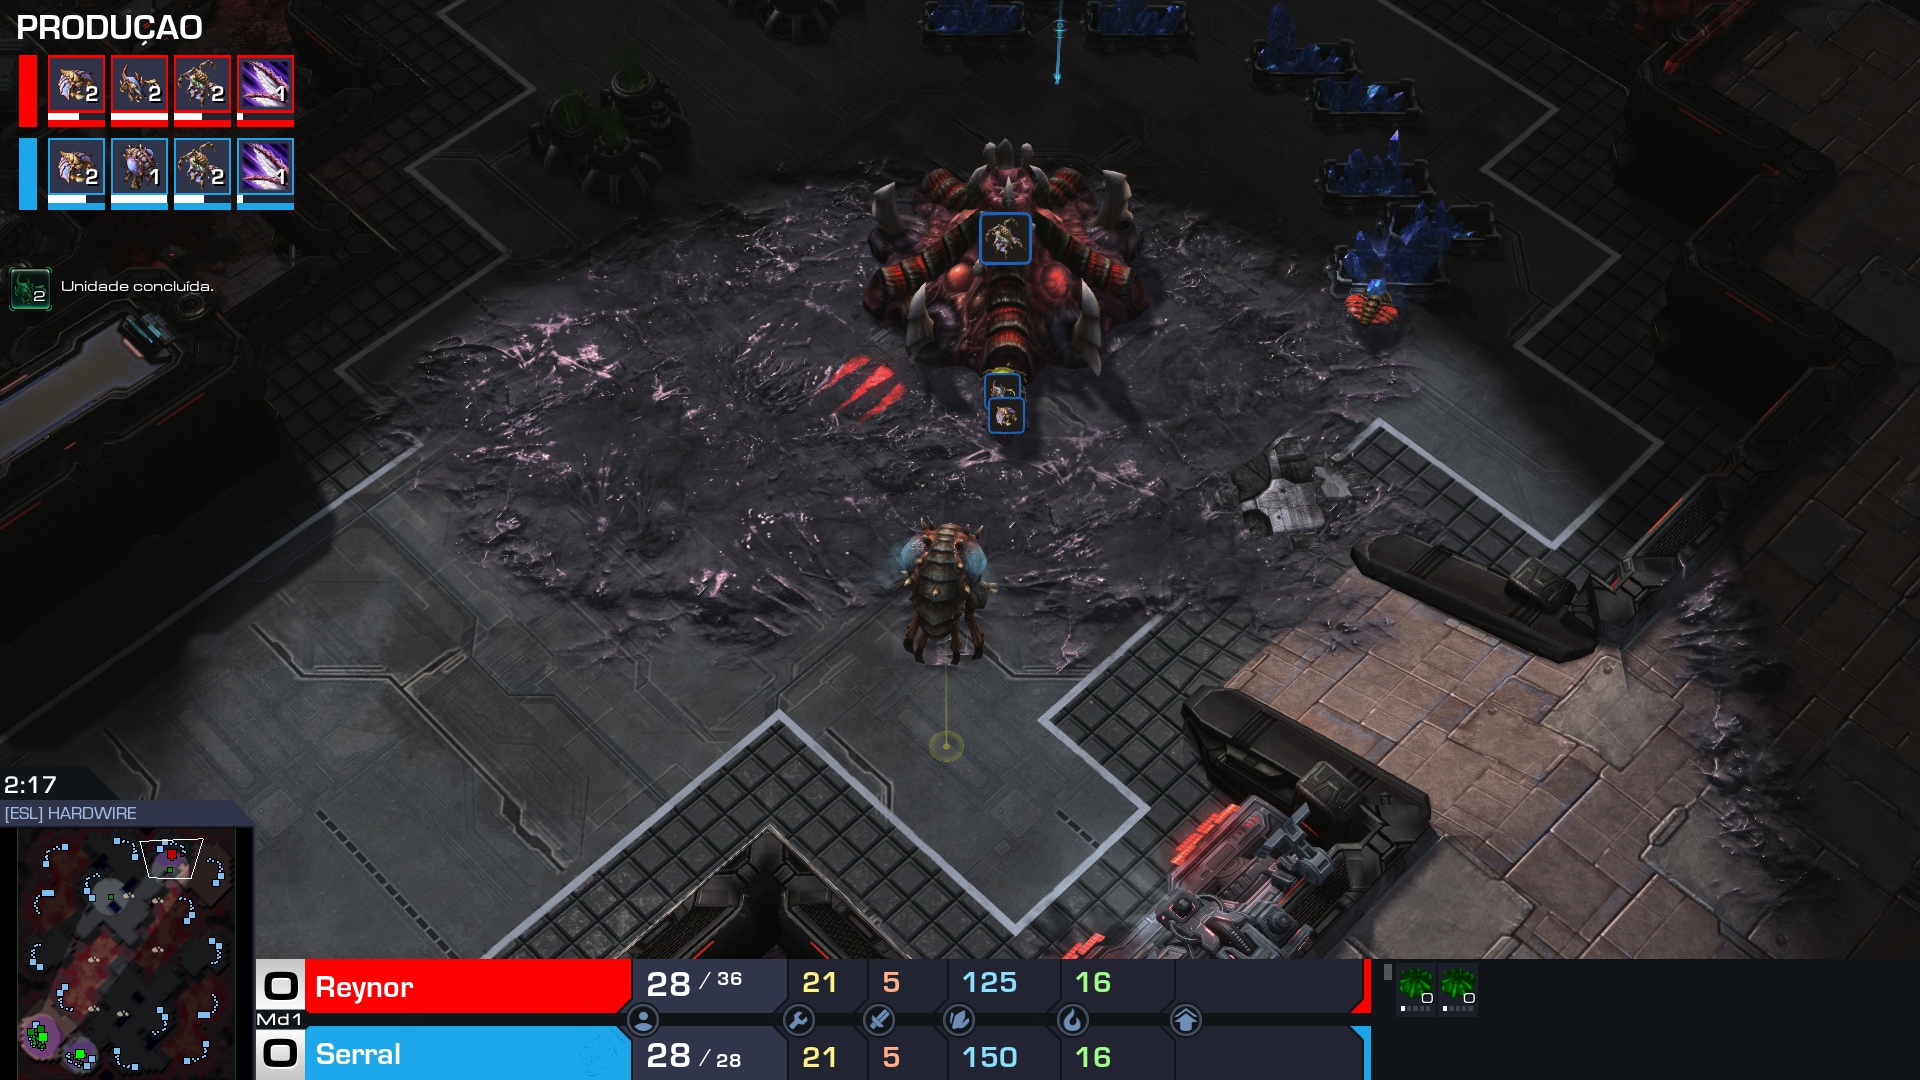 PRODUÇAO
2 2 2 1
2 1 2 1
2 Unidade concluída.
2:17
[ESL] HARDWIRE
0 Reynor 28 / 36 21 5 125 16
Md1
0 Serral 28 / 28 21 5 150 16